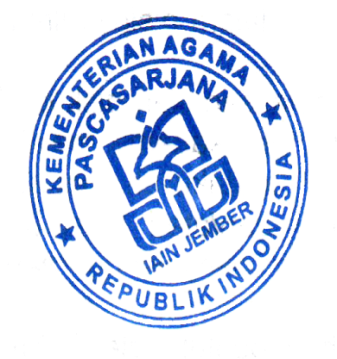 KEMENTERIAN AGAMA
PASCASARJANA
IAIN JEMBER
REPUBLIK INDONESIA